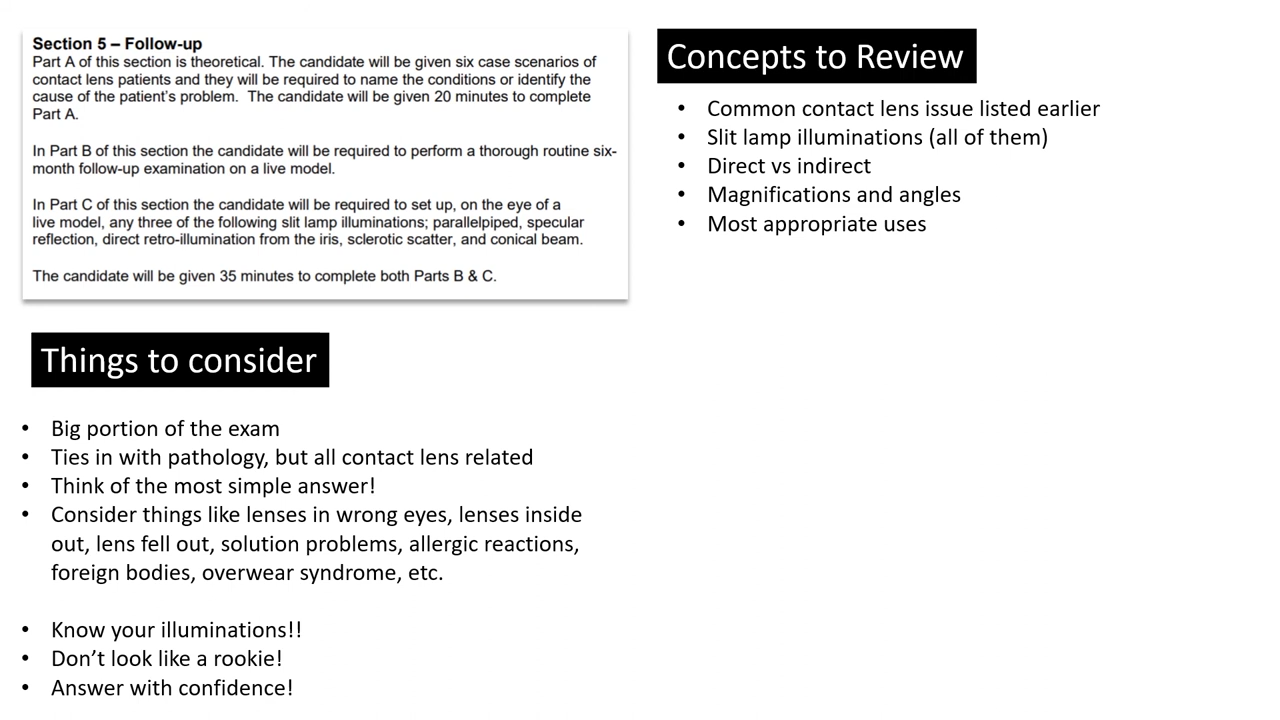 Section 5 – Follow-up
Part A of this section is theoretical. The candidate will be given six case scenarios of
contact lens patients and they will be required to name the conditions or identify the
cause of the patient's problem.  The candidate will be given 20 minutes to complete
Part A.
In Part B of this section the candidate will be required to perform a thorough routine six-
month follow-up examination on a live model.
In Part C of this section the candidate will be required to set up, on the eye of a
live model, any three of the following slit lamp illuminations; parallelpiped, specular
reflection, direct retro-illumination from the iris, sclerotic scatter, and conical beam.
The candidate will be given 35 minutes to complete both Parts B & C.
Concepts to Review
• Common contact lens issue listed earlier
• Slit lamp illuminations (all of them)
• Direct vs indirect
• Magnifications and angles
• Most appropriate uses
Things to consider
• Big portion of the exam
• Ties in with pathology, but all contact lens related
• Think of the most simple answer!
• Consider things like lenses in wrong eyes, lenses inside
out, lens fell out, solution problems, allergic reactions,
foreign bodies, overwear syndrome, etc.
• Know your illuminations!!
• Don’t look like a rookie!
• Answer with confidence!